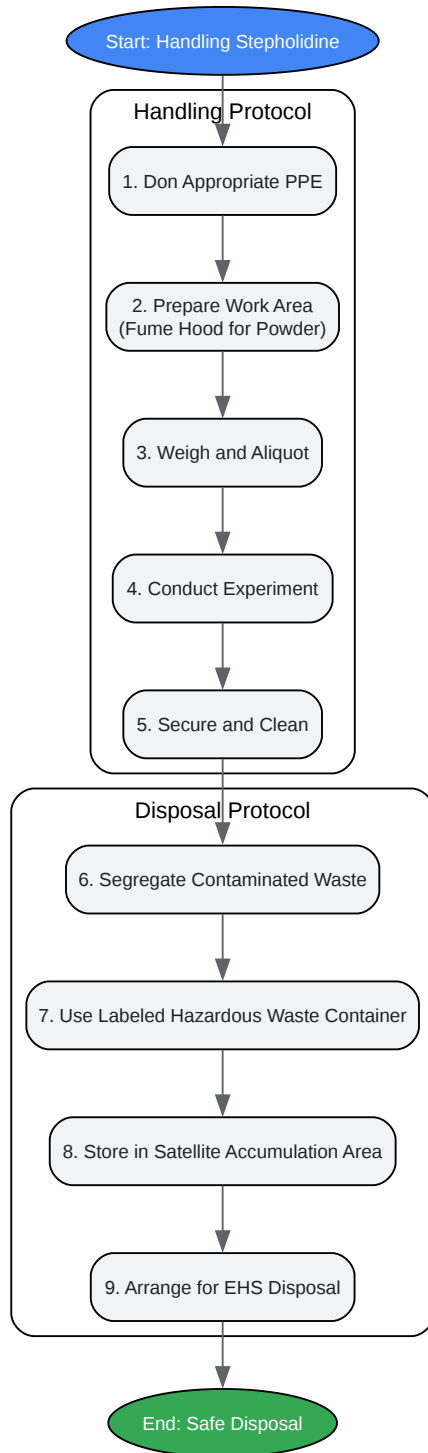 Start: Handling Stepholidine
Handling Protocol
1. Don Appropriate PPE
2. Prepare Work Area
(Fume Hood for Powder)
3. Weigh and Aliquot
4. Conduct Experiment
5. Secure and Clean
Disposal Protocol
6. Segregate Contaminated Waste
7. Use Labeled Hazardous Waste Container
8. Store in Satellite Accumulation Area
9. Arrange for EHS Disposal
End: Safe Disposal